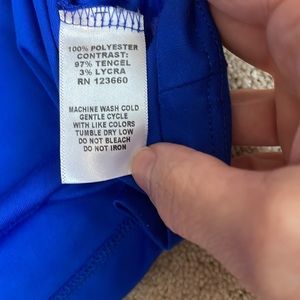 100% POLYESTER
CONTRAST:
97% TENCEL
3% LYCRA
RN 123660
MACHINE WASH COLD
GENTLE CYCLE
WITH LIKE COLORS
TUMBLE DRY LOW
DO NOT BLEACH
DO NOT IRON